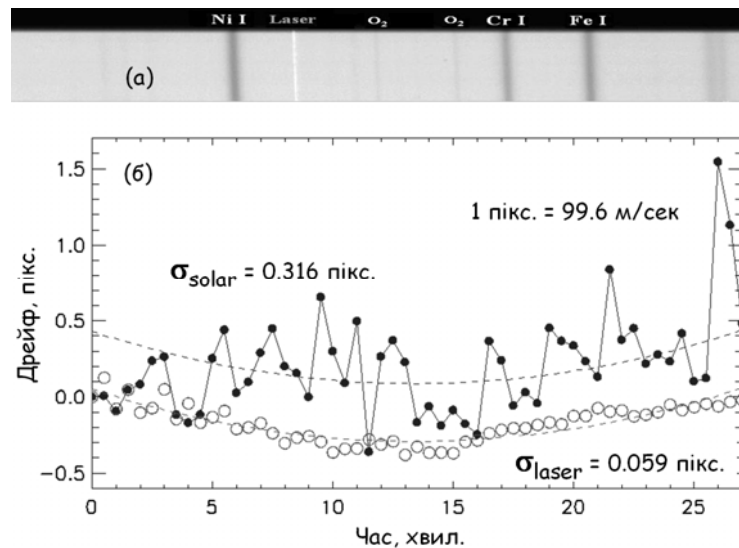 Ni I Laser O₂ O₂ Cr I Fe I
(а)
(б)
1 пікс. = 99.6 м/сек
σsolar = 0.316 пікс.
σlaser = 0.059 пікс.
Дрейф, пікс.
1.5
1.0
0.5
0.0
−0.5
0 5 10 15 20 25
Час, хвил.